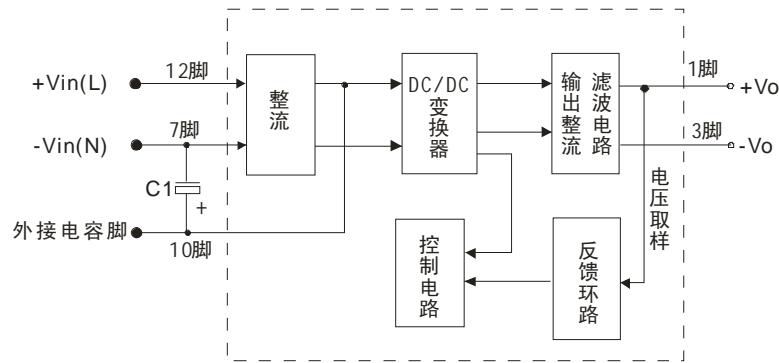 +Vin(L)
12脚
整流
DC/DC
变换器
输出整流
滤波电路
1脚
+Vo
-Vin(N)
7脚
3脚
-Vo
C1
+
电压取样
外接电容脚
10脚
控制电路
反馈环路